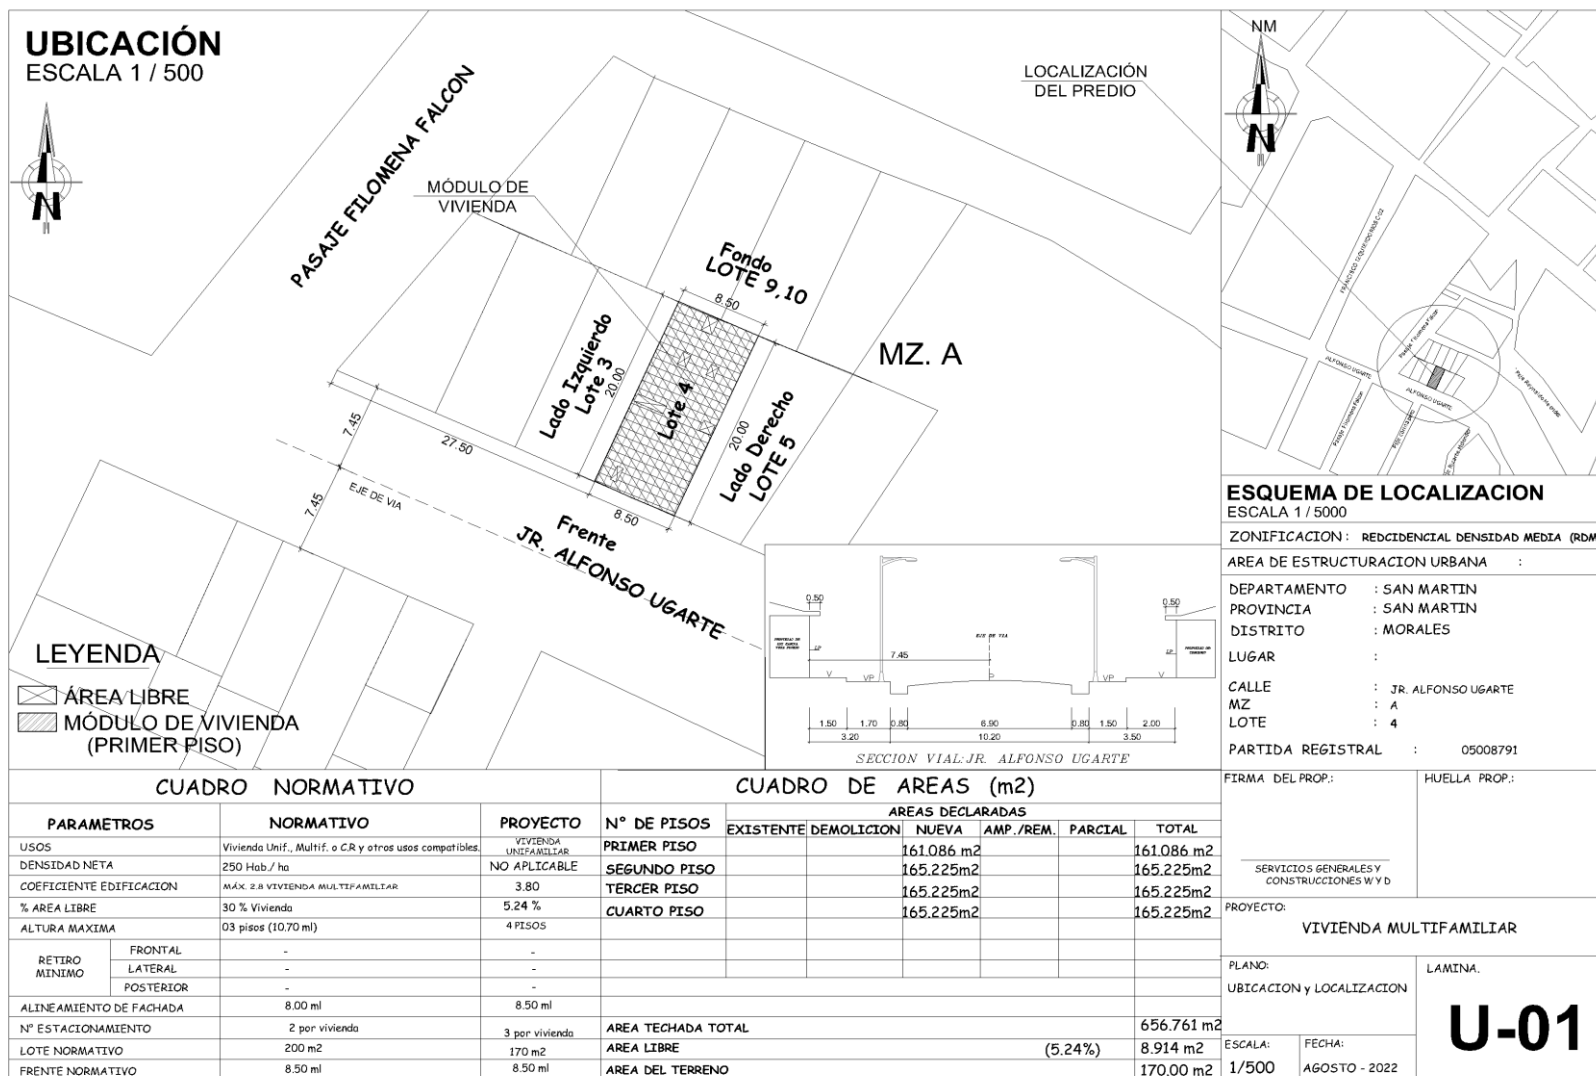 UBICACIÓN
ESCALA 1 / 500
N
PASAJE FILOMENA FALCON
MÓDULO DE
VIVIENDA
LOCALIZACIÓN
DEL PREDIO
Fondo
LOTE 9,10
8.50
MZ. A
Lado Izquierdo
Lote 3
20.00
Lote 4
20.00
Lado Derecho
LOTE 5
7.45
27.50
7.45
EJE DE VIA
8.50
Frente
JR. ALFONSO UGARTE
LEYENDA
ÁREA LIBRE
MÓDULO DE VIVIENDA
(PRIMER PISO)
0.50
0.50
EJE DE VIA
7.45
V
VP
VP
V
1.50
1.70
0.80
6.90
0.80
1.50
2.00
3.20
10.20
3.50
SECCION VIAL:JR. ALFONSO UGARTE
NM
N
ALFONSO UGARTE
ALFONSO UGARTE
Pasaje Filomena Falcon
Pasaje Filomena Falcon
ESQUEMA DE LOCALIZACION
ESCALA 1 / 5000
ZONIFICACION : REDCIDENCIAL DENSIDAD MEDIA (RDM
AREA DE ESTRUCTURACION URBANA :
DEPARTAMENTO : SAN MARTIN
PROVINCIA : SAN MARTIN
DISTRITO : MORALES
LUGAR :
CALLE : JR. ALFONSO UGARTE
MZ : A
LOTE : 4
PARTIDA REGISTRAL : 05008791
FIRMA DEL PROP.: HUELLA PROP.:
SERVICIOS GENERALES Y
CONSTRUCCIONES W Y D
PROYECTO:
VIVIENDA MULTIFAMILIAR
PLANO:
UBICACION y LOCALIZACION
LAMINA.
U-01
ESCALA:
1/500
FECHA:
AGOSTO - 2022
CUADRO NORMATIVO
PARAMETROS NORMATIVO PROYECTO
USOS Vivienda Unif., Multif. o C.R y otros usos compatibles. VIVIENDA UNIFAMILIAR
DENSIDAD NETA 250 Hab./ ha NO APLICABLE
COEFICIENTE EDIFICACION MÁX. 2.8 VIVIENDA MULTIFAMILIAR 3.80
% AREA LIBRE 30 % Vivienda 5.24 %
ALTURA MAXIMA 03 pisos (10.70 ml) 4 PISOS
RETIRO MINIMO
FRONTAL - -
LATERAL - -
POSTERIOR - -
ALINEAMIENTO DE FACHADA 8.00 ml 8.50 ml
N° ESTACIONAMIENTO 2 por vivienda 3 por vivienda
LOTE NORMATIVO 200 m2 170 m2
FRENTE NORMATIVO 8.50 ml 8.50 ml
CUADRO DE AREAS (m2)
N° DE PISOS AREAS DECLARADAS
EXISTENTE DEMOLICION NUEVA AMP./REM. PARCIAL TOTAL
PRIMER PISO 161.086 m2 161.086 m2
SEGUNDO PISO 165.225m2 165.225m2
TERCER PISO 165.225m2 165.225m2
CUARTO PISO 165.225m2 165.225m2
AREA TECHADA TOTAL 656.761 m2
AREA LIBRE (5.24%) 8.914 m2
AREA DEL TERRENO 170.00 m2